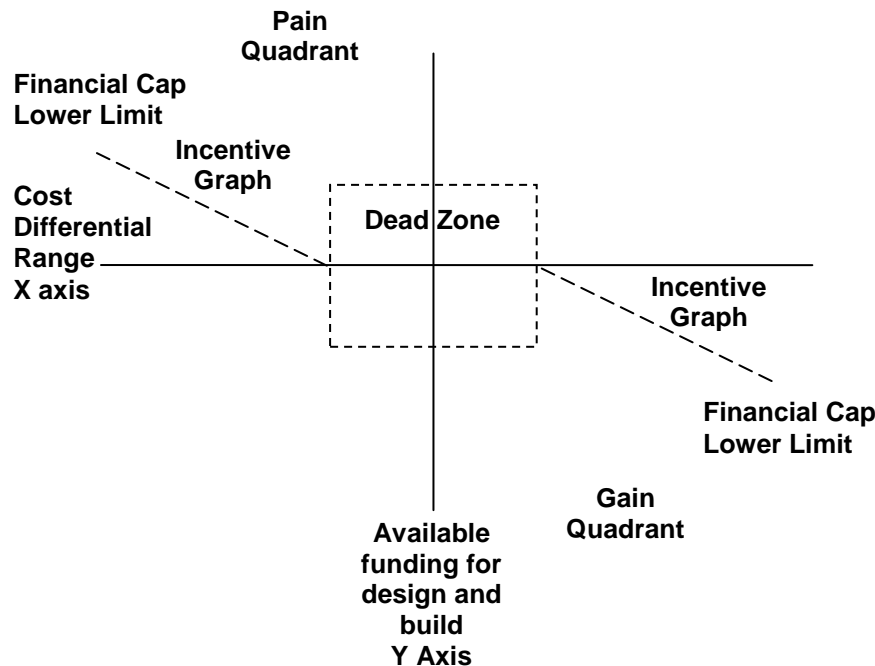 Pain
Quadrant
Financial Cap
Lower Limit
Incentive
Graph
Cost
Differential
Range
X axis
Dead Zone
Incentive
Graph
Financial Cap
Lower Limit
Gain
Quadrant
Available
funding for
design and
build
Y Axis